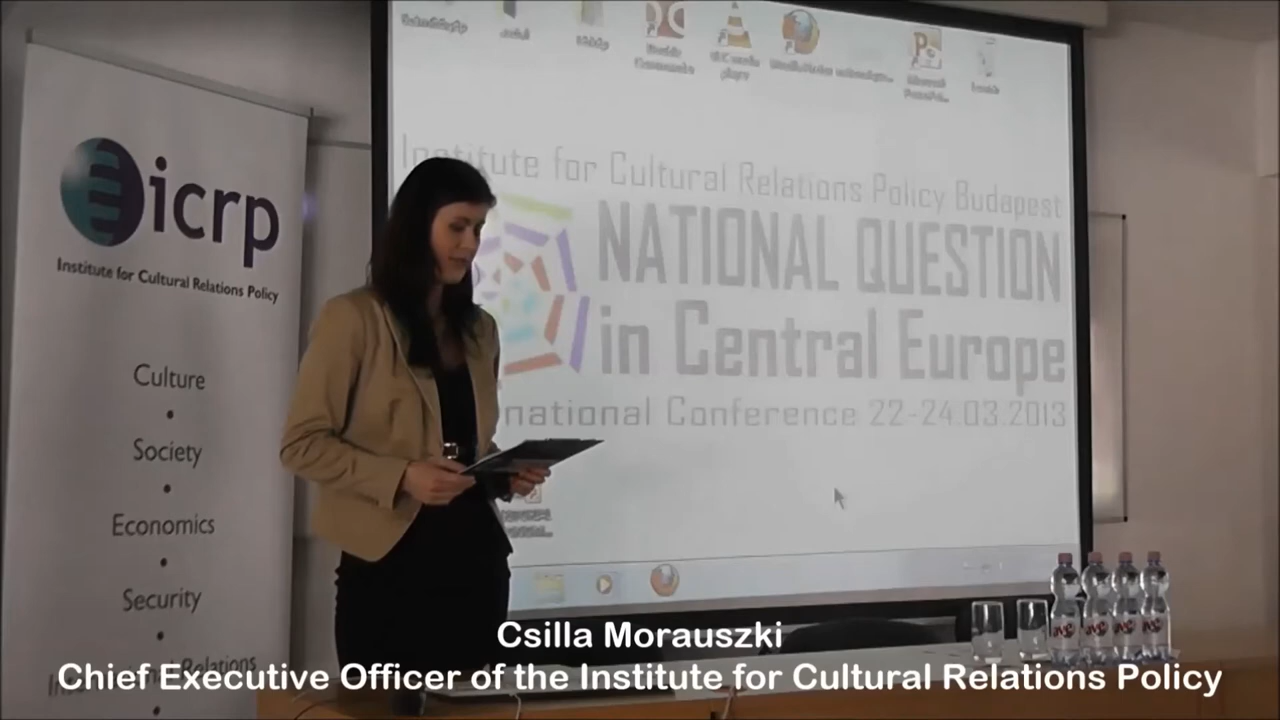 icrp
Institute for Cultural Relations Policy
Culture
•
Society
•
Economics
•
Security
•
Relations
•
Institute for Cultural Relations Policy Budapest
NATIONAL QUESTION
in Central Europe
national Conference 22-24.03.2013
Csilla Morauszki
Chief Executive Officer of the Institute for Cultural Relations Policy